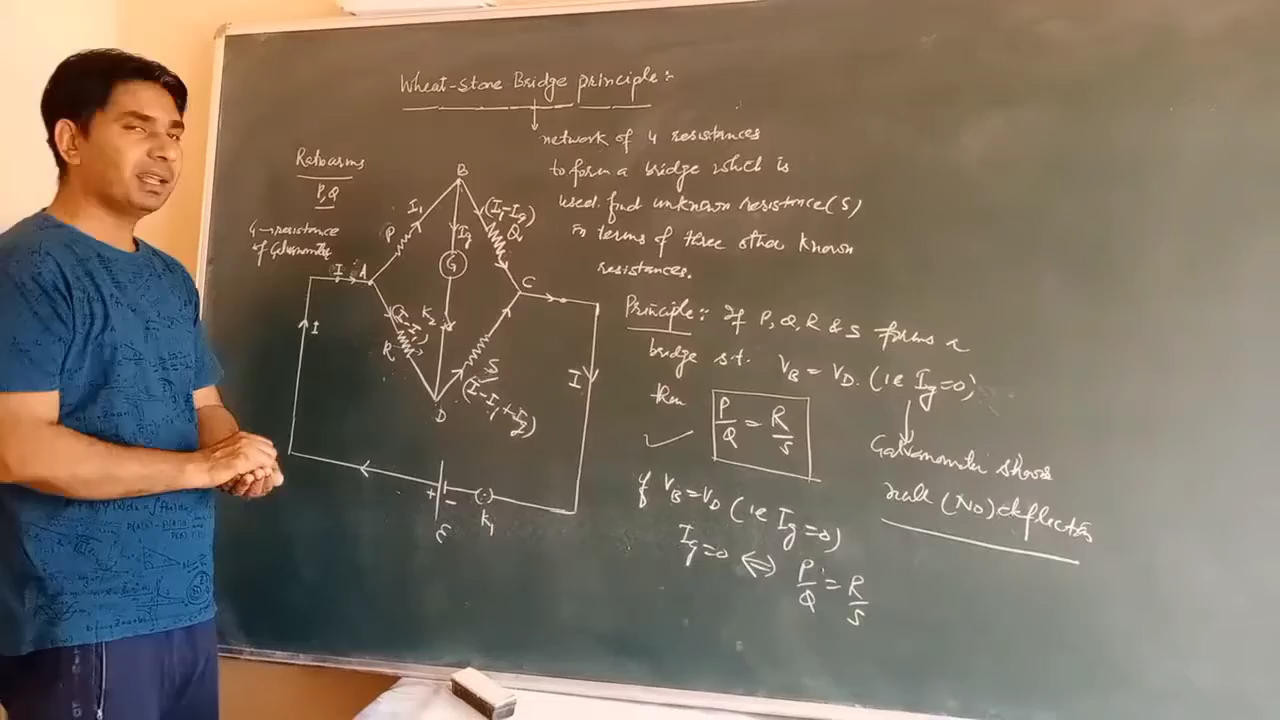 Wheat-stone Bridge principle:-
network of 4 resistances
to form a bridge which is
used. find unknown resistance (S)
in terms of three other known
resistances.
Ratio arms
P, Q
G → resistance
of Galvanometer
B
I₁
P
(I₁-Ig)
Q
Ig
G
I
A
C
K₂
(I-I₁)
R
S
(I-I₁+Ig)
D
I
I
+
-
ε
K₁
Principle: If P, Q, R & S forms a
bridge s.t. V_B = V_D. (ie Ig=0)
then P/Q = R/S
Galvanometer shows
null (No) deflection
if V_B=V_D (ie Ig=0)
Ig=0 ⇔ P/Q = R/S